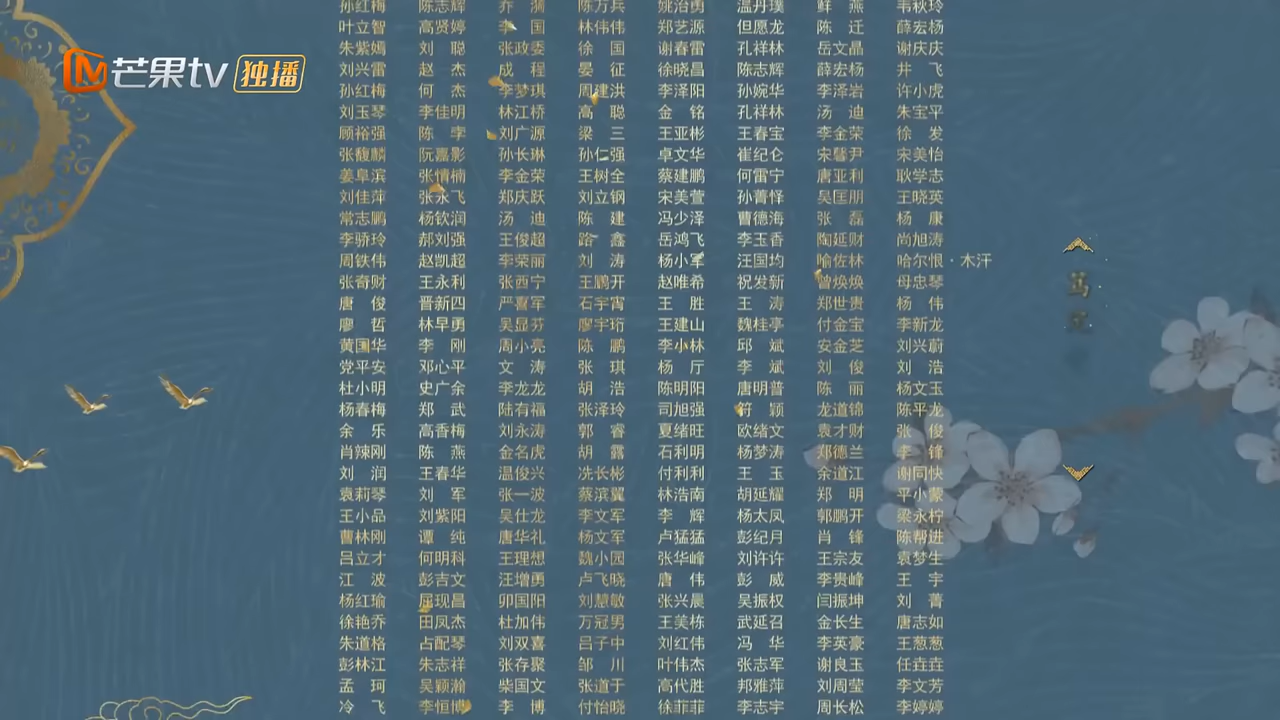 孙红梅 陈志辉 乔 陈万兵 姚治勇 温丹璞 鲜燕 韦秋玲
叶立智 高贤婷 李国 林伟伟 郑艺源 但愿龙 陈迁 薛宏杨
朱紫嫣 刘聪 张政委 徐国 谢春雷 孔祥林 岳文晶 谢庆庆
芒果tv 独播
刘兴雷 赵杰 成程 晏征 徐晓昌 陈志辉 薛宏杨 井飞
孙红梅 何杰 李梦琪 周建洪 李泽阳 孙婉华 李泽岩 许小虎
刘玉琴 李佳明 林江桥 高聪 金铭 孔祥林 汤迪 朱宝平
顾裕强 陈孛 刘广源 梁三 王亚彬 王春宝 李金荣 徐发
张馥麟 阮嘉影 孙长琳 孙仁强 卓文华 崔纪仑 宋馨尹 宋美怡
姜阜滨 张情楠 李金荣 王树全 蔡建鹏 何雷宁 唐亚利 耿学志
刘佳萍 张永飞 郑庆跃 刘立钢 宋美萱 孙菁怿 吴匡朋 王晓英
常志鹏 杨钦润 汤迪 陈建 冯少泽 曹德海 张磊 杨康
李骄玲 郝刘强 王俊超 路鑫 岳鸿飞 李玉香 陶延财 尚旭涛
周铁伟 赵凯超 李荣丽 刘涛 杨小军 汪国均 喻佐林 哈尔恨·木汗
张寄财 王永利 张西宁 王鹏开 赵唯希 祝发新 曾焕焕 母忠琴
唐俊 晋新四 严喜军 石宇宵 王胜 王涛 郑世贵 杨伟
廖哲 林早勇 吴显芬 廖宇珩 王建山 魏桂亭 付金宝 李新龙
黄国华 李刚 周小亮 陈鹏 李小林 邱斌 安金芝 刘兴蔚
党平安 邓心平 文涛 张琪 杨厅 李斌 刘俊 刘浩
杜小明 史广余 李龙龙 胡浩 陈明阳 唐明普 陈丽 杨文玉
杨春梅 郑武 陆有福 张泽玲 司旭强 符颖 龙道锦 陈平龙
余乐 高香梅 刘永涛 郭睿 夏绪旺 欧绪文 袁才财 张俊
肖辣刚 陈燕 金名虎 胡露 石利明 杨梦涛 郑德兰 李锋
刘润 王春华 温俊兴 冼长彬 付利利 王玉 余道江 谢同快
袁莉琴 刘军 张一波 蔡滨翼 林浩南 胡延耀 郑明 平小蒙
王小品 刘紫阳 吴仕龙 李文军 李辉 杨太凤 郭鹏开 梁永柠
曹林刚 谭纯 唐华礼 杨文军 卢猛猛 彭纪月 肖锋 陈帮进
吕立才 何明科 王理想 魏小园 张华峰 刘许许 王宗友 袁梦生
江波 彭吉文 汪增勇 卢飞晓 唐伟 彭威 李贵峰 王宇
杨红瑜 屈现昌 卯国阳 刘慧敏 张兴晨 吴振权 闫振坤 刘菁
徐艳乔 田凤杰 杜加伟 万冠男 王美栋 武延召 金长生 唐志如
朱道格 占配琴 刘双喜 吕子中 刘红伟 冯华 李英豪 王葱葱
彭林江 朱志祥 张存聚 邹川 叶伟杰 张志军 谢良玉 任垚垚
孟珂 吴颖瀚 柴国文 张道于 高代胜 邦雅萍 刘周莹 李文芳
冷飞 李恒博 李博 付怡晓 徐菲菲 李志宇 周长松 李婷婷